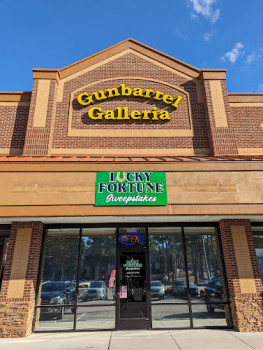 Gunbarrel
Galleria
LUCKY
FORTUNE
Sweepstakes
OPEN